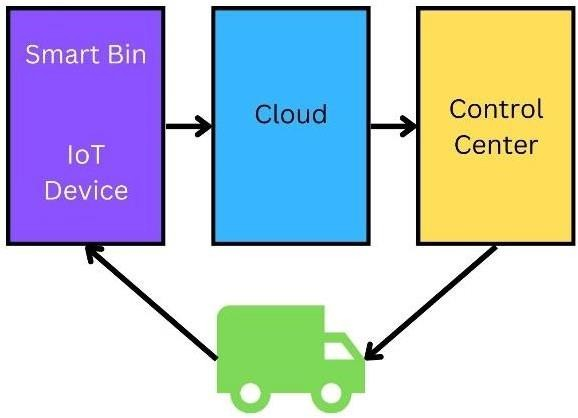 Smart Bin
IoT
Device
Cloud
Control
Center